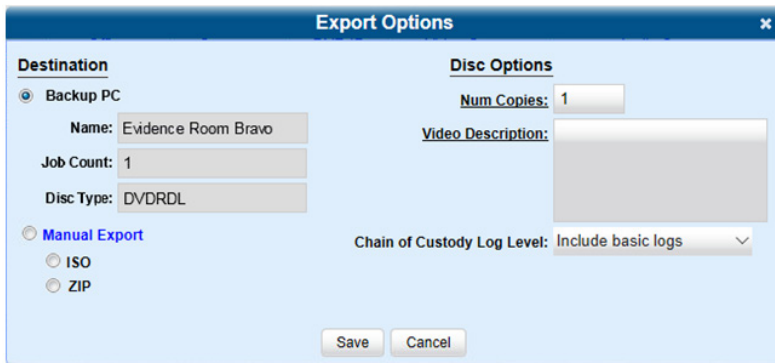 Export Options
Destination
Backup PC
Name: Evidence Room Bravo
Job Count: 1
Disc Type: DVDRDL
Manual Export
ISO
ZIP
Disc Options
Num Copies: 1
Video Description:
Chain of Custody Log Level: Include basic logs
Save Cancel